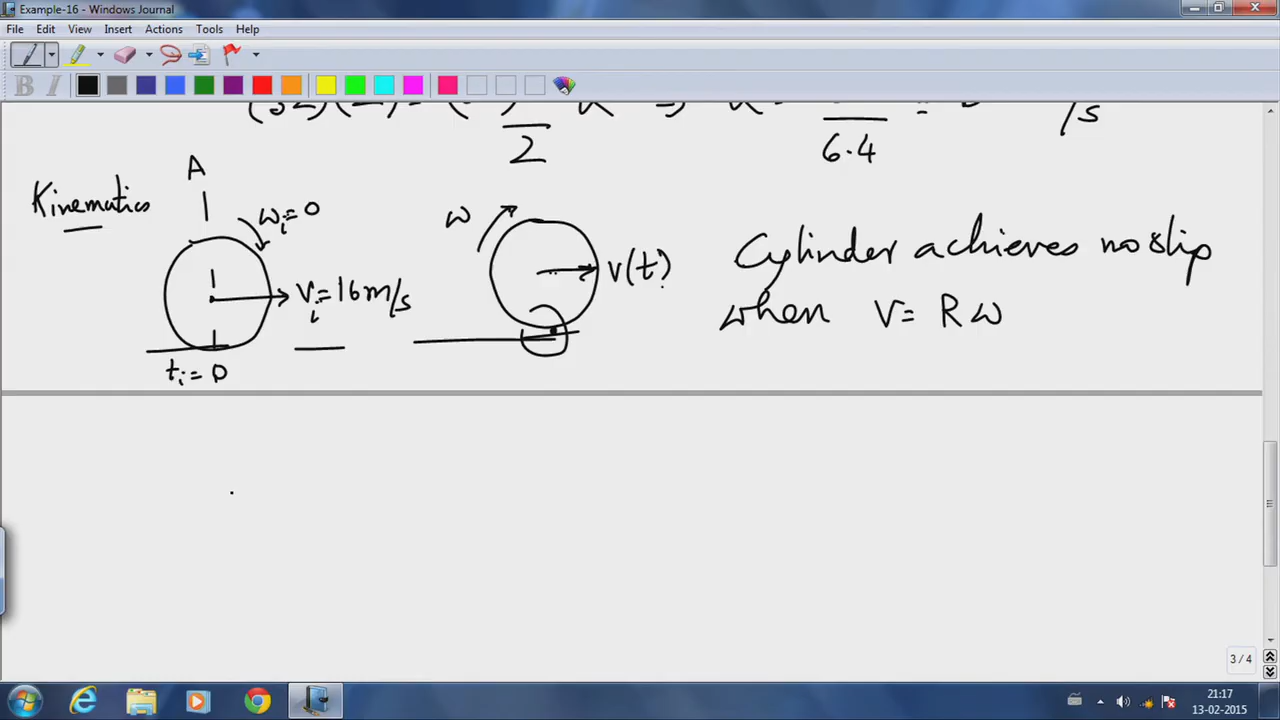 Example-16 - Windows Journal
File Edit View Insert Actions Tools Help
B I
2
6.4
/s
Kinematics
A
ωᵢ= 0
Vᵢ= 16m/s
tᵢ= 0
ω
V(t)
Cylinder achieves no slip
when V= Rω
3 / 4
21:17
13-02-2015